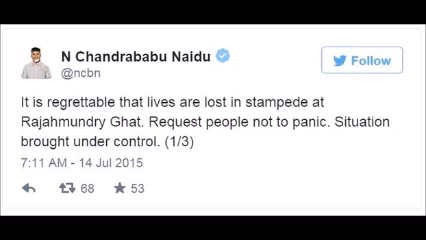 N Chandrababu Naidu
@ncbn
Follow
It is regrettable that lives are lost in stampede at
Rajahmundry Ghat. Request people not to panic. Situation
brought under control. (1/3)
7:11 AM - 14 Jul 2015
68 53